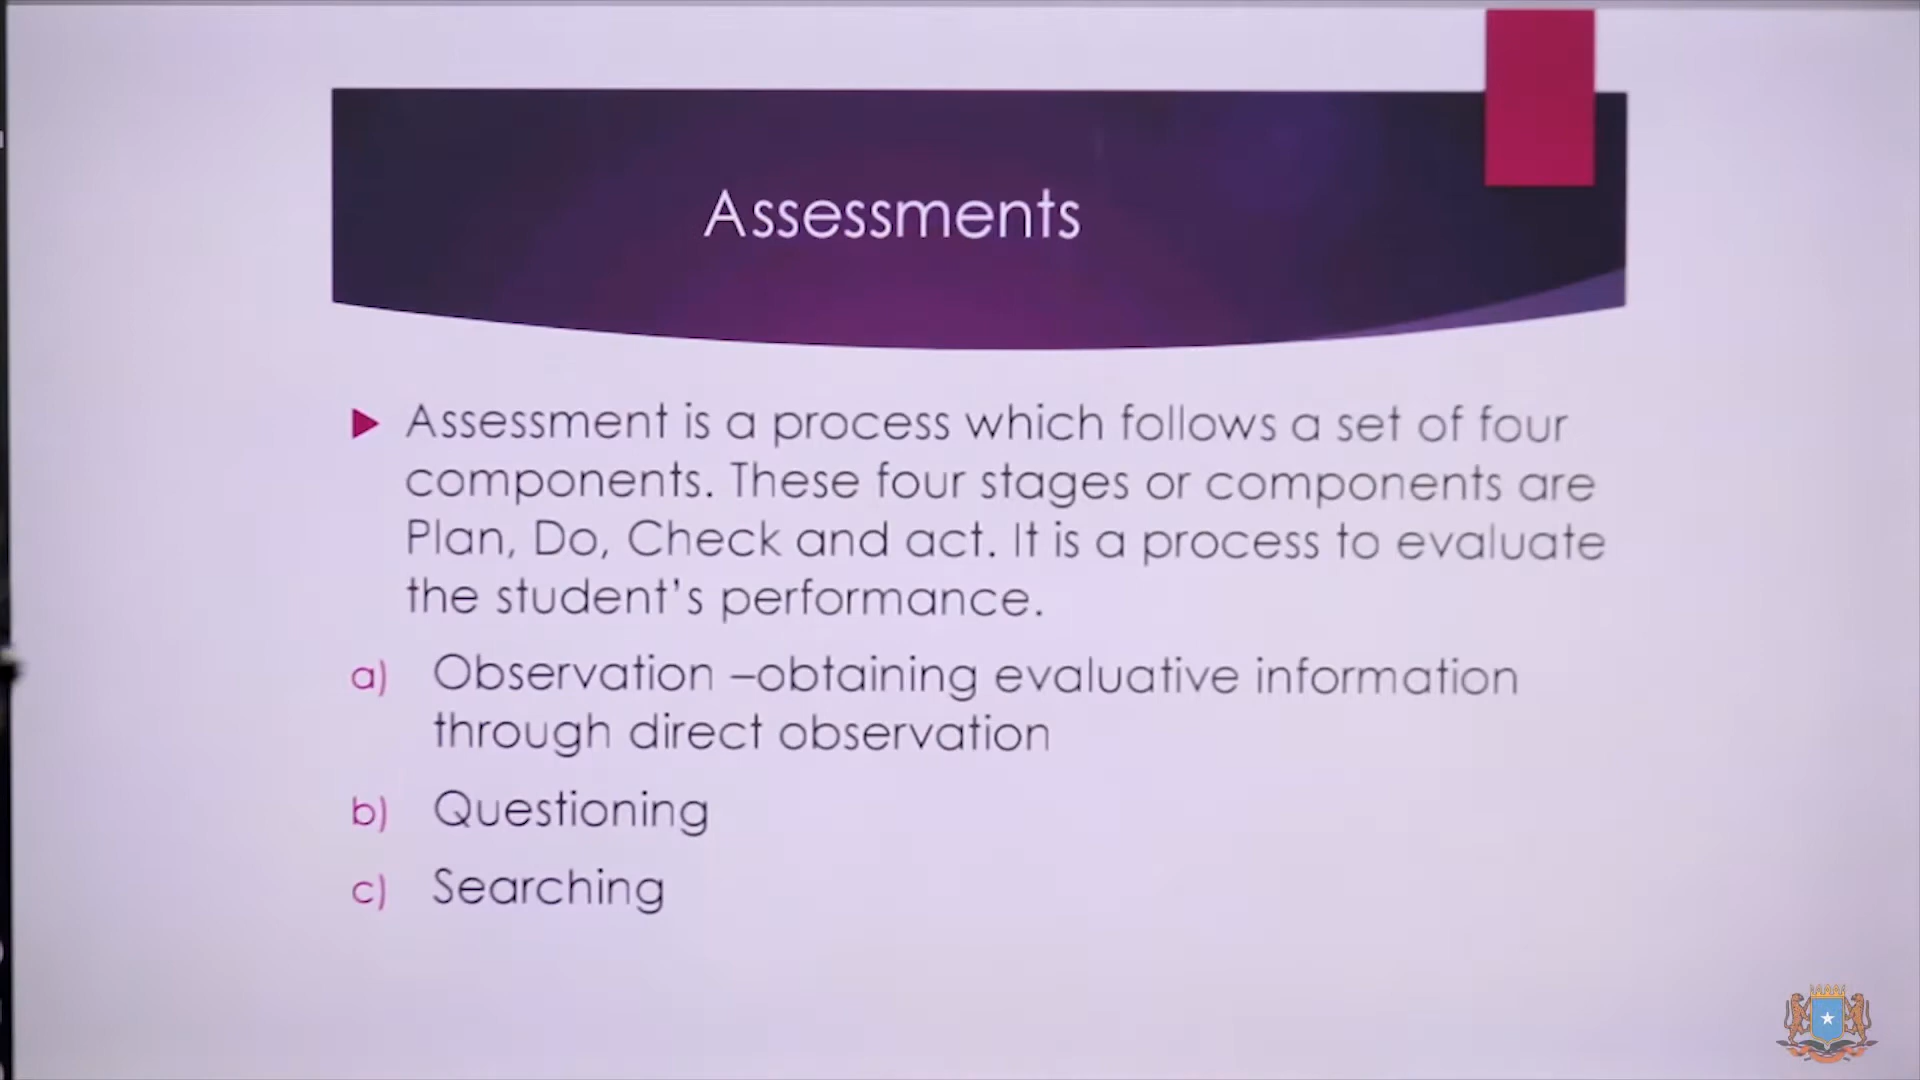 Assessments
Assessment is a process which follows a set of four
components. These four stages or components are
Plan, Do, Check and act. It is a process to evaluate
the student's performance.
a) Observation –obtaining evaluative information
through direct observation
b) Questioning
c) Searching